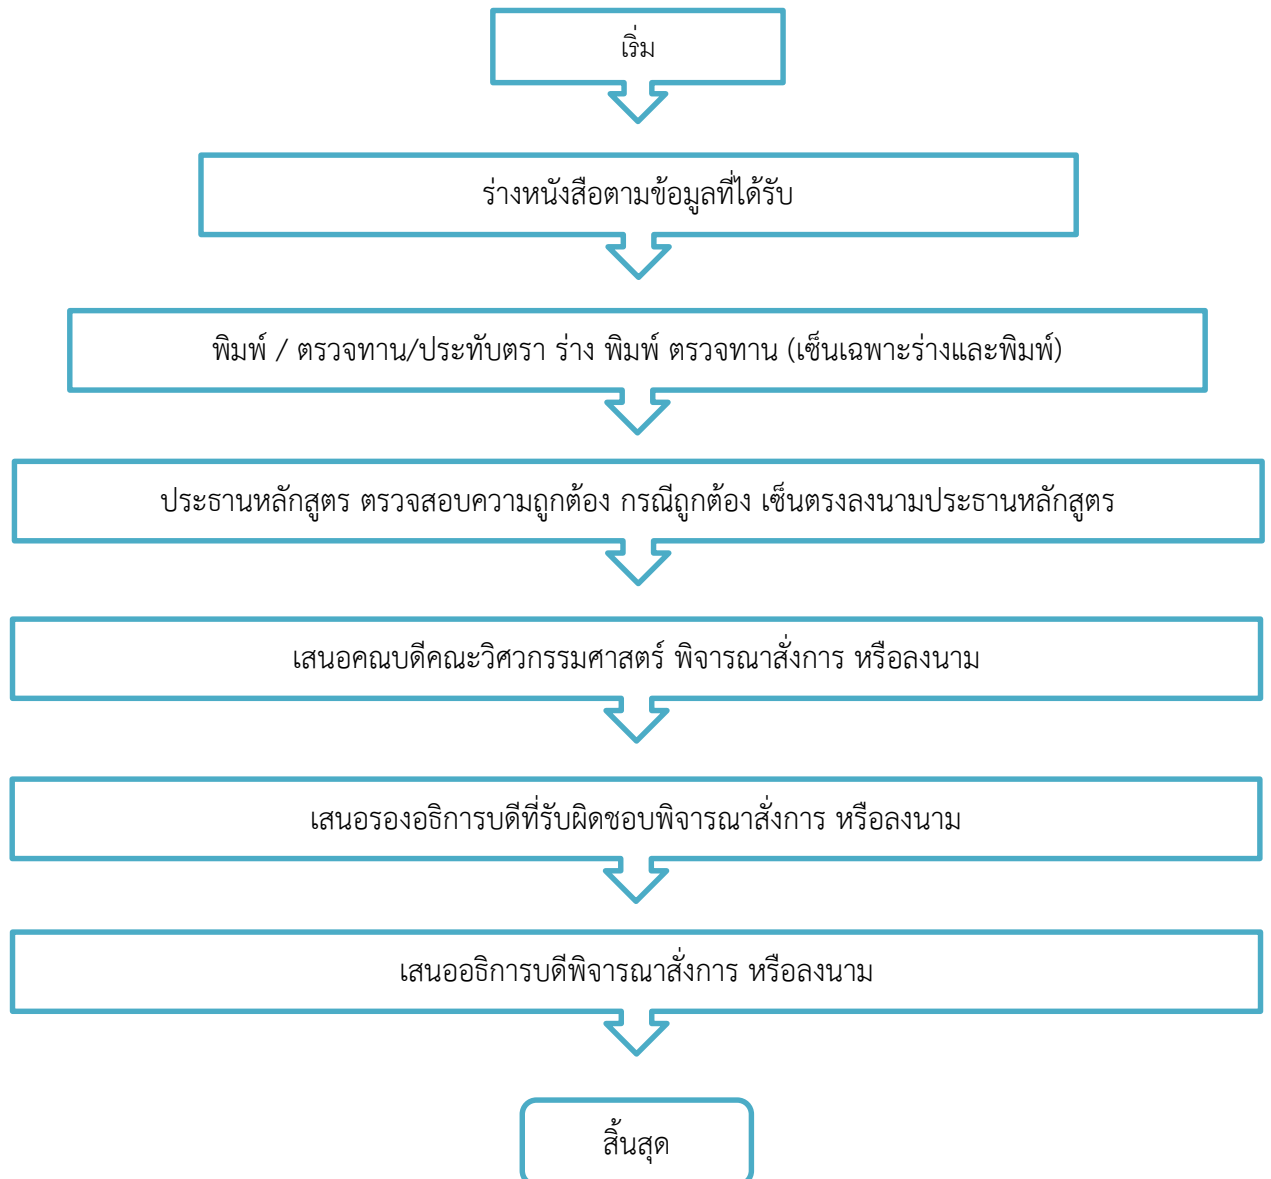 เริ่ม
ร่างหนังสือตามข้อมูลที่ได้รับ
พิมพ์ / ตรวจทาน/ประทับตรา ร่าง พิมพ์ ตรวจทาน (เซ็นเฉพาะร่างและพิมพ์)
ประธานหลักสูตร ตรวจสอบความถูกต้อง กรณีถูกต้อง เซ็นตรงลงนามประธานหลักสูตร
เสนอคณบดีคณะวิศวกรรมศาสตร์ พิจารณาสั่งการ หรือลงนาม
เสนอรองอธิการบดีที่รับผิดชอบพิจารณาสั่งการ หรือลงนาม
เสนออธิการบดีพิจารณาสั่งการ หรือลงนาม
สิ้นสุด